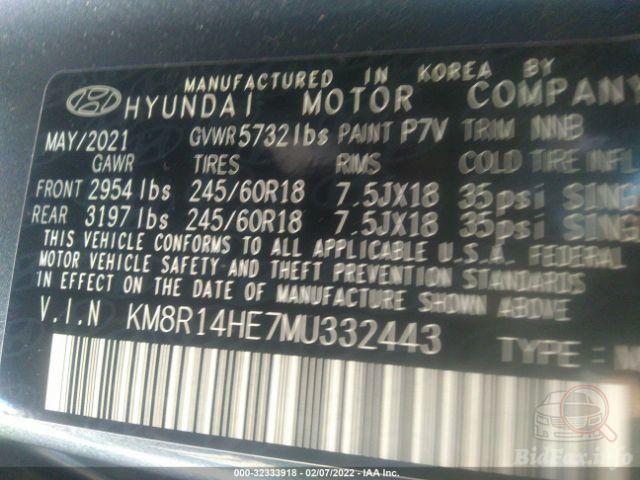 MANUFACTURED IN KOREA BY
HYUNDAI MOTOR COMPANY
MAY/2021 GVWR 5732lbs PAINT P7V TRIM NNB
GAWR TIRES RIMS COLD TIRE INFL
FRONT 2954 lbs 245/60R18 7.5JX18 35psi SING
REAR 3197 lbs 245/60R18 7.5JX18 35psi SING
THIS VEHICLE CONFORMS TO ALL APPLICABLE U.S.A. FEDERAL
MOTOR VEHICLE SAFETY AND THEFT PREVENTION STANDARDS
IN EFFECT ON THE DATE OF MANUFACTURE SHOWN ABOVE.
V.I.N KM8R14HE7MU332443 TYPE: M
BidFax.info
000-32333918 - 02/07/2022 - IAA Inc.